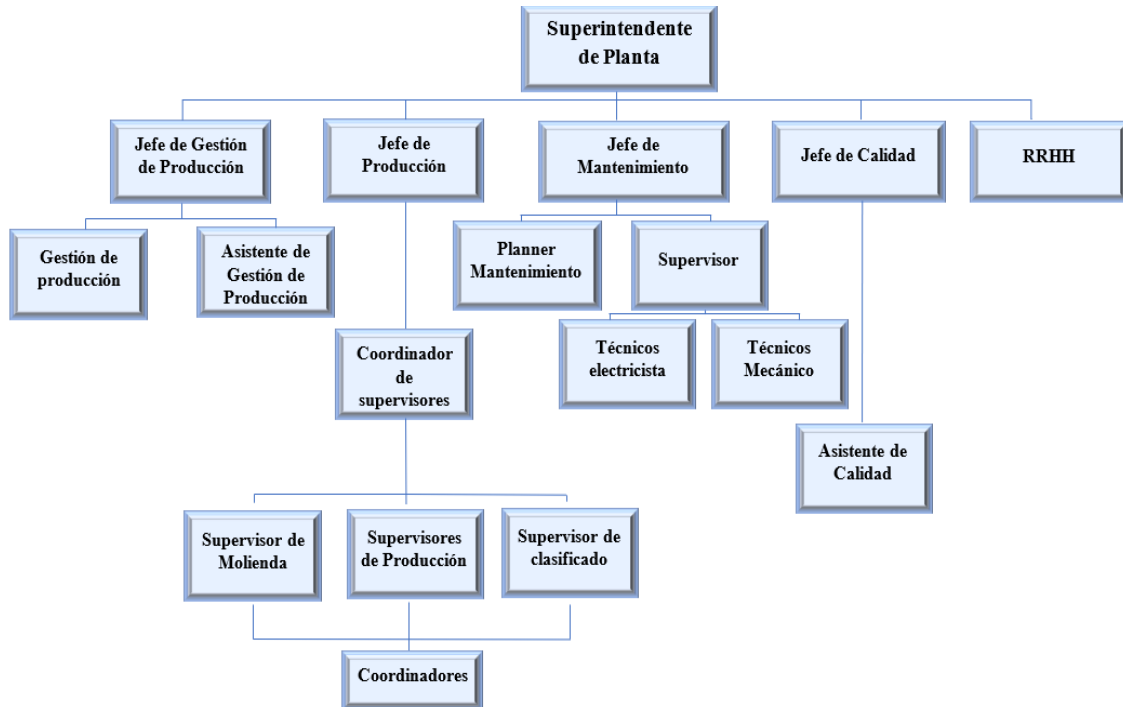 Superintendente
de Planta
Jefe de Gestión
de Producción
Jefe de
Producción
Jefe de
Mantenimiento
Jefe de Calidad
RRHH
Gestión de
producción
Asistente de
Gestión de
Producción
Planner
Mantenimiento
Supervisor
Coordinador
de
supervisores
Técnicos
electricista
Técnicos
Mecánico
Asistente de
Calidad
Supervisor de
Molienda
Supervisores
de Producción
Supervisor de
clasificado
Coordinadores